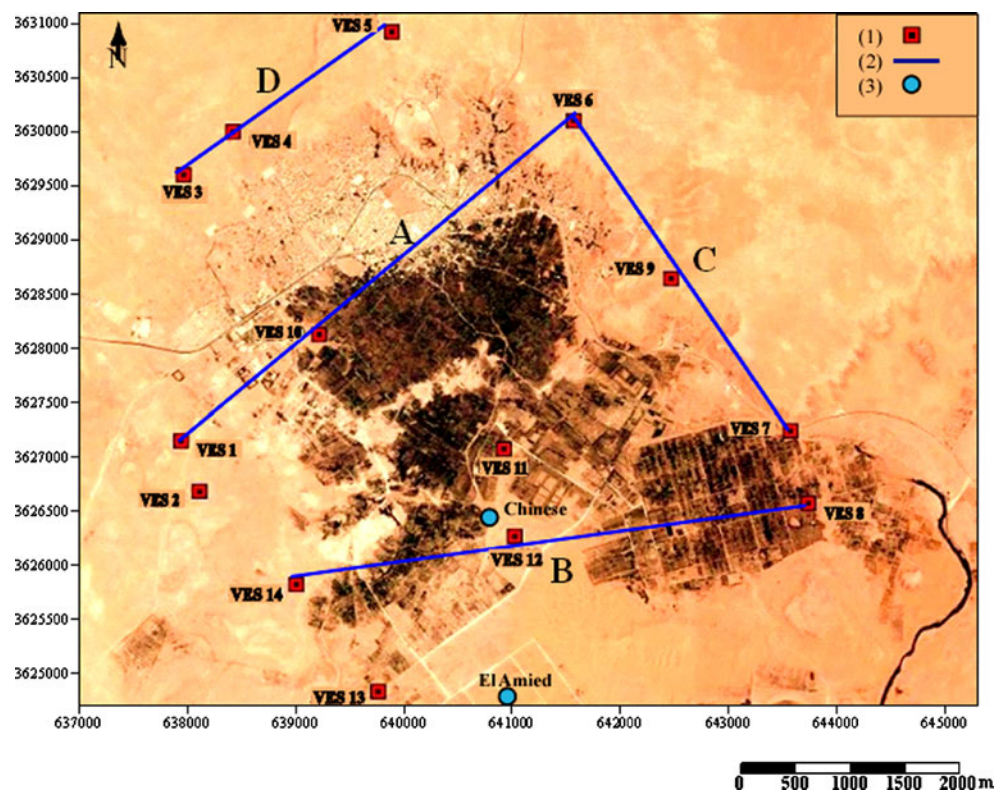 3631000
3630500
3630000
3629500
3629000
3628500
3628000
3627500
3627000
3626500
3626000
3625500
3625000
N
VES 5
(1)
(2)
(3)
D
VES 4
VES 3
VES 6
A
VES 9
C
VES 10
VES 1
VES 7
VES 11
VES 2
Chinese
VES 8
VES 12
B
VES 14
El Amied
VES 13
637000 638000 639000 640000 641000 642000 643000 644000 645000
0 500 1000 1500 2000 m